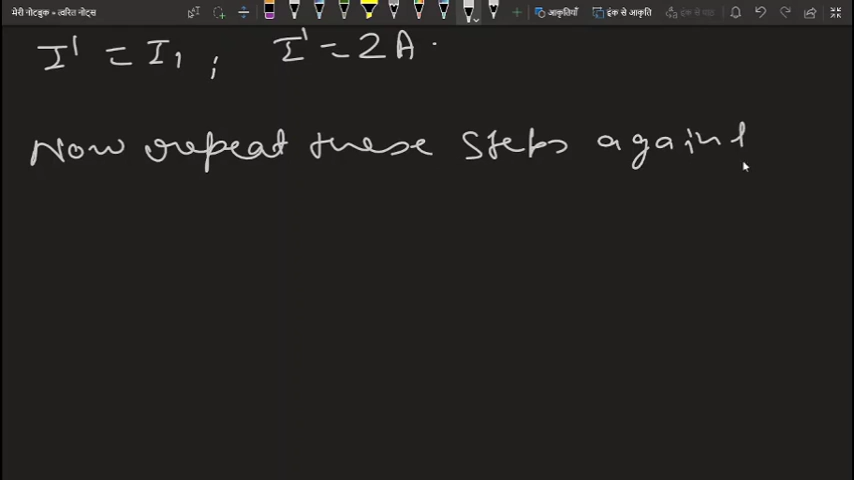 मेरी नोटबुक » त्वरित नोट्स आकृतियाँ इंक से आकृति इंक से पाठ
I' = I₁ ; I' = 2A.
Now repeat these steps again f